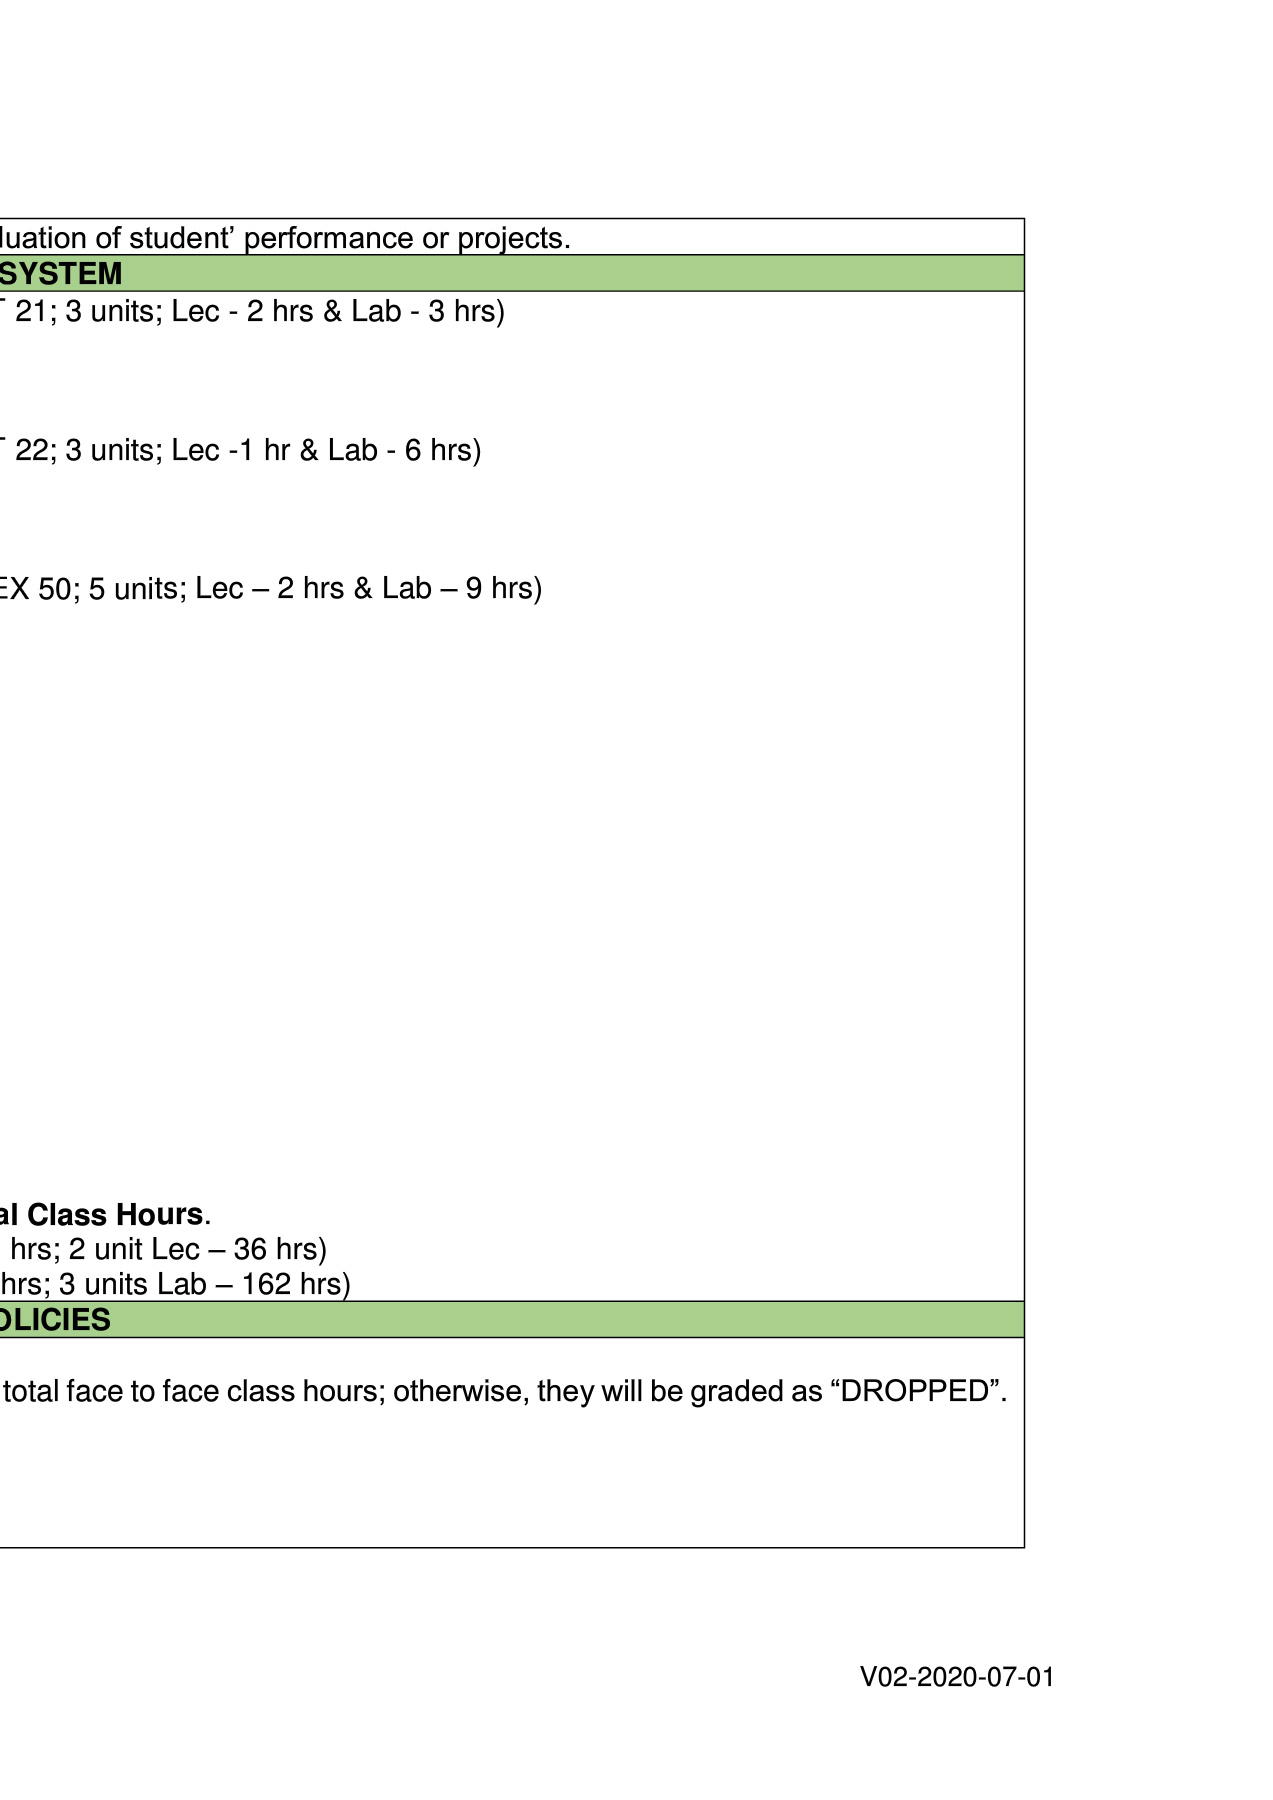 luation of student’ performance or projects.
SYSTEM
21; 3 units; Lec - 2 hrs & Lab - 3 hrs)
22; 3 units; Lec -1 hr & Lab - 6 hrs)
EX 50; 5 units; Lec – 2 hrs & Lab – 9 hrs)
al Class Hours.
hrs; 2 unit Lec – 36 hrs)
hrs; 3 units Lab – 162 hrs)
OLICIES
total face to face class hours; otherwise, they will be graded as “DROPPED”.
V02-2020-07-01